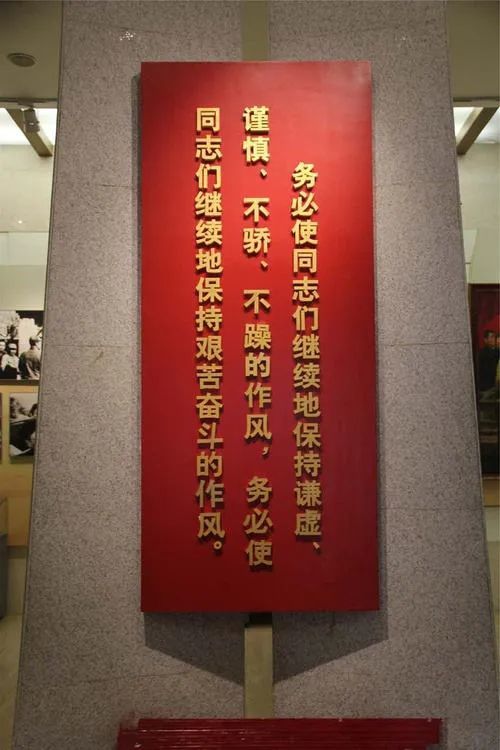 务必使同志们继续地保持谦虚、
谨慎、不骄、不躁的作风，务必使
同志们继续地保持艰苦奋斗的作风。